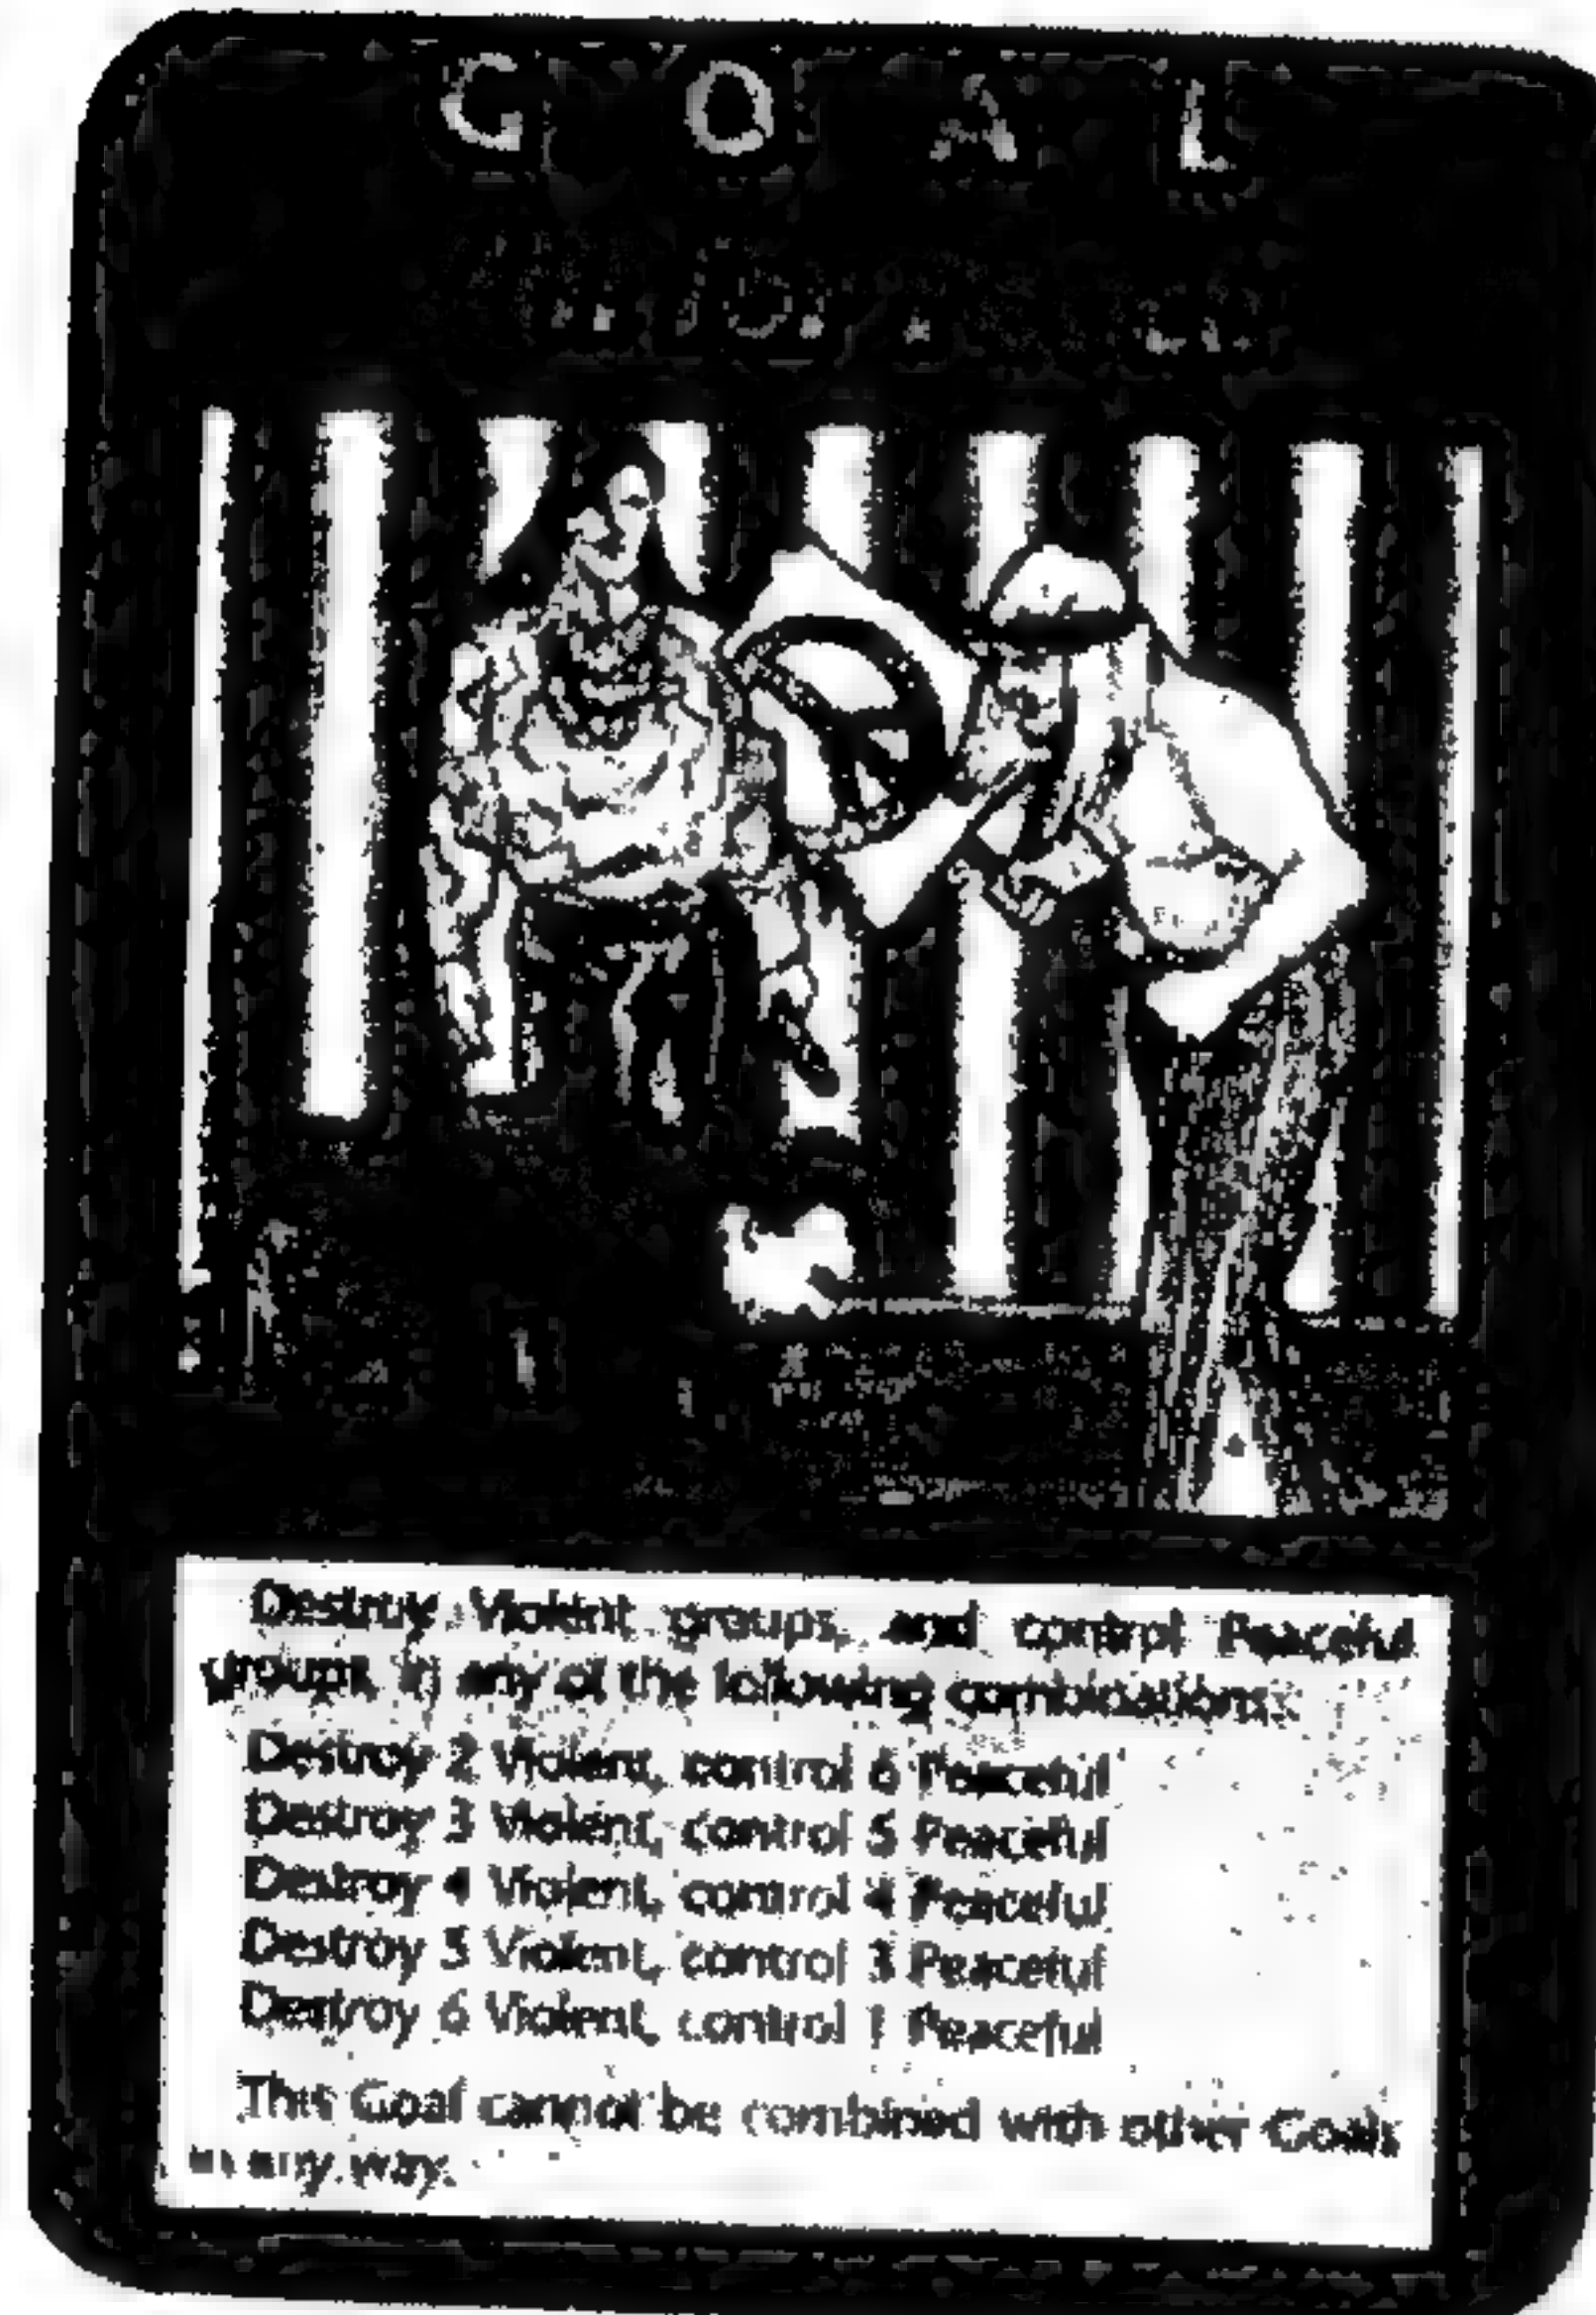 GOAL
Destroy Violent groups, and control Peaceful
groups, in any of the following combinations:
Destroy 2 Violent, control 6 Peaceful
Destroy 3 Violent, control 5 Peaceful
Destroy 4 Violent, control 4 Peaceful
Destroy 5 Violent, control 3 Peaceful
Destroy 6 Violent, control 1 Peaceful
This Goal cannot be combined with other Goals
in any way.